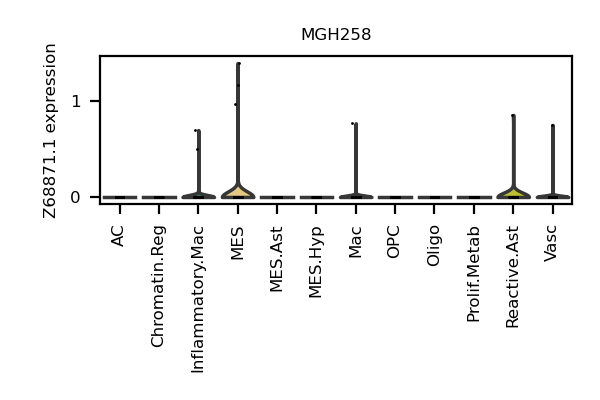 MGH258
Z68871.1 expression
1
0
AC
Chromatin.Reg
Inflammatory.Mac
MES
MES.Ast
MES.Hyp
Mac
OPC
Oligo
Prolif.Metab
Reactive.Ast
Vasc